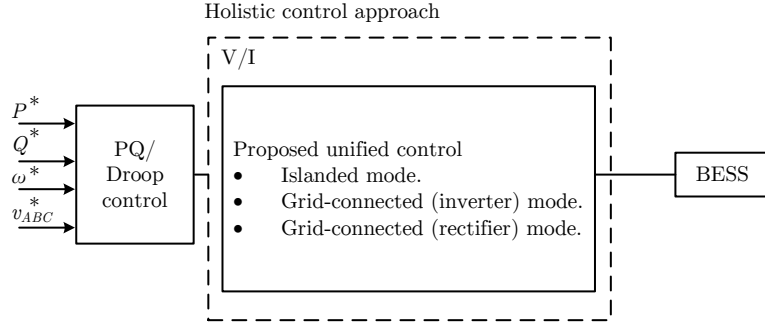 Holistic control approach
V/I
P*
Q*
ω*
v*ABC
PQ/
Droop
control
Proposed unified control
• Islanded mode.
• Grid-connected (inverter) mode.
• Grid-connected (rectifier) mode.
BESS